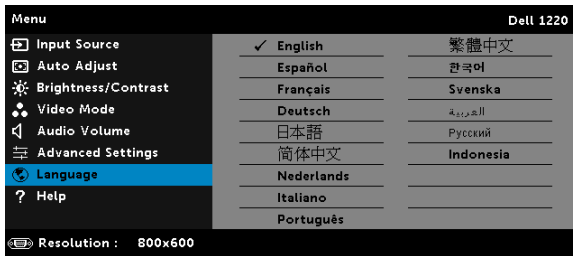 Menu Dell 1220
Input Source
Auto Adjust
Brightness/Contrast
Video Mode
Audio Volume
Advanced Settings
Language
? Help
✓ English
Español
Français
Deutsch
日本語
简体中文
Nederlands
Italiano
Português
繁體中文
한국어
Svenska
العربية
Русский
Indonesia
Resolution : 800x600